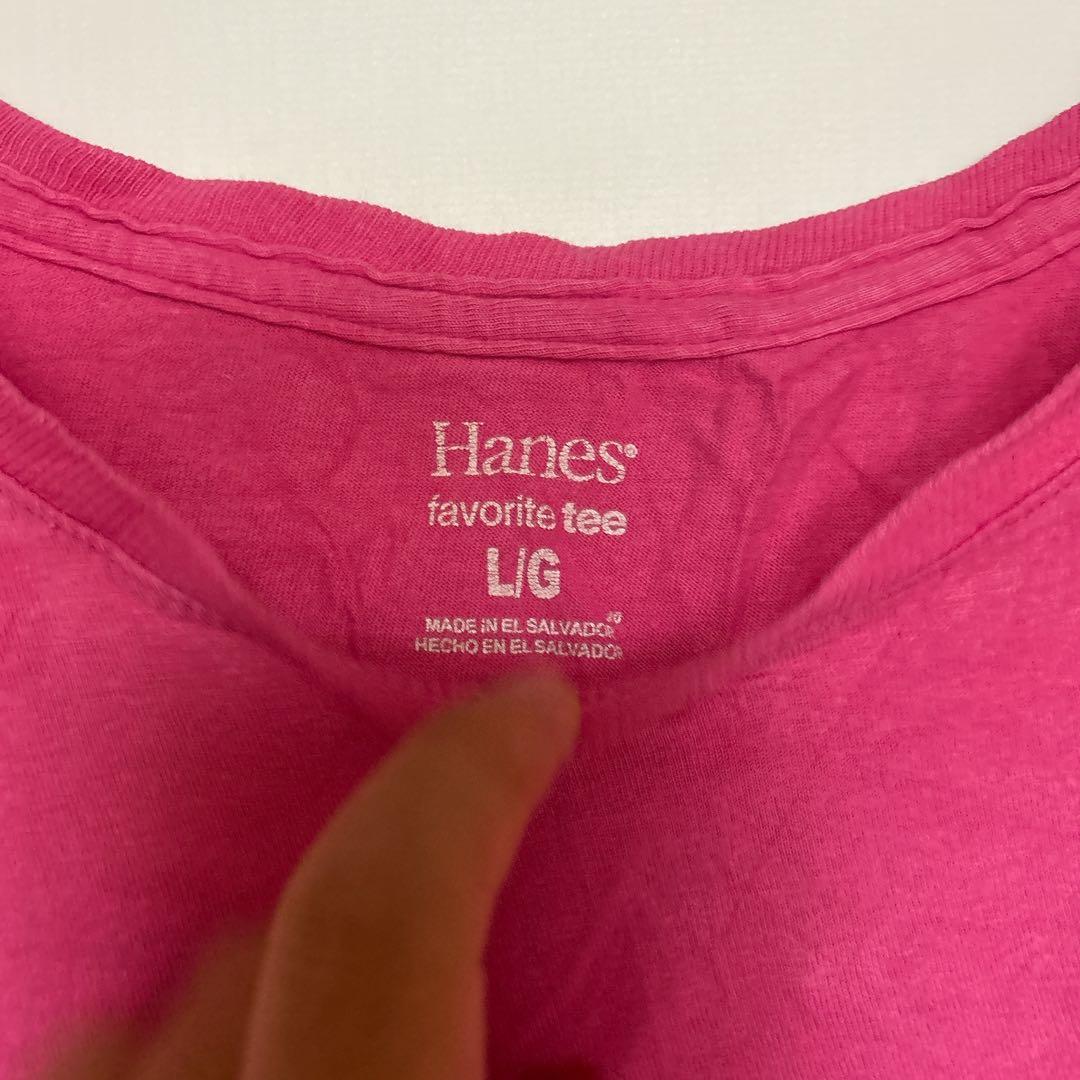 Hanes®
favorite tee
L/G
MADE IN EL SALVADOR
HECHO EN EL SALVADOR